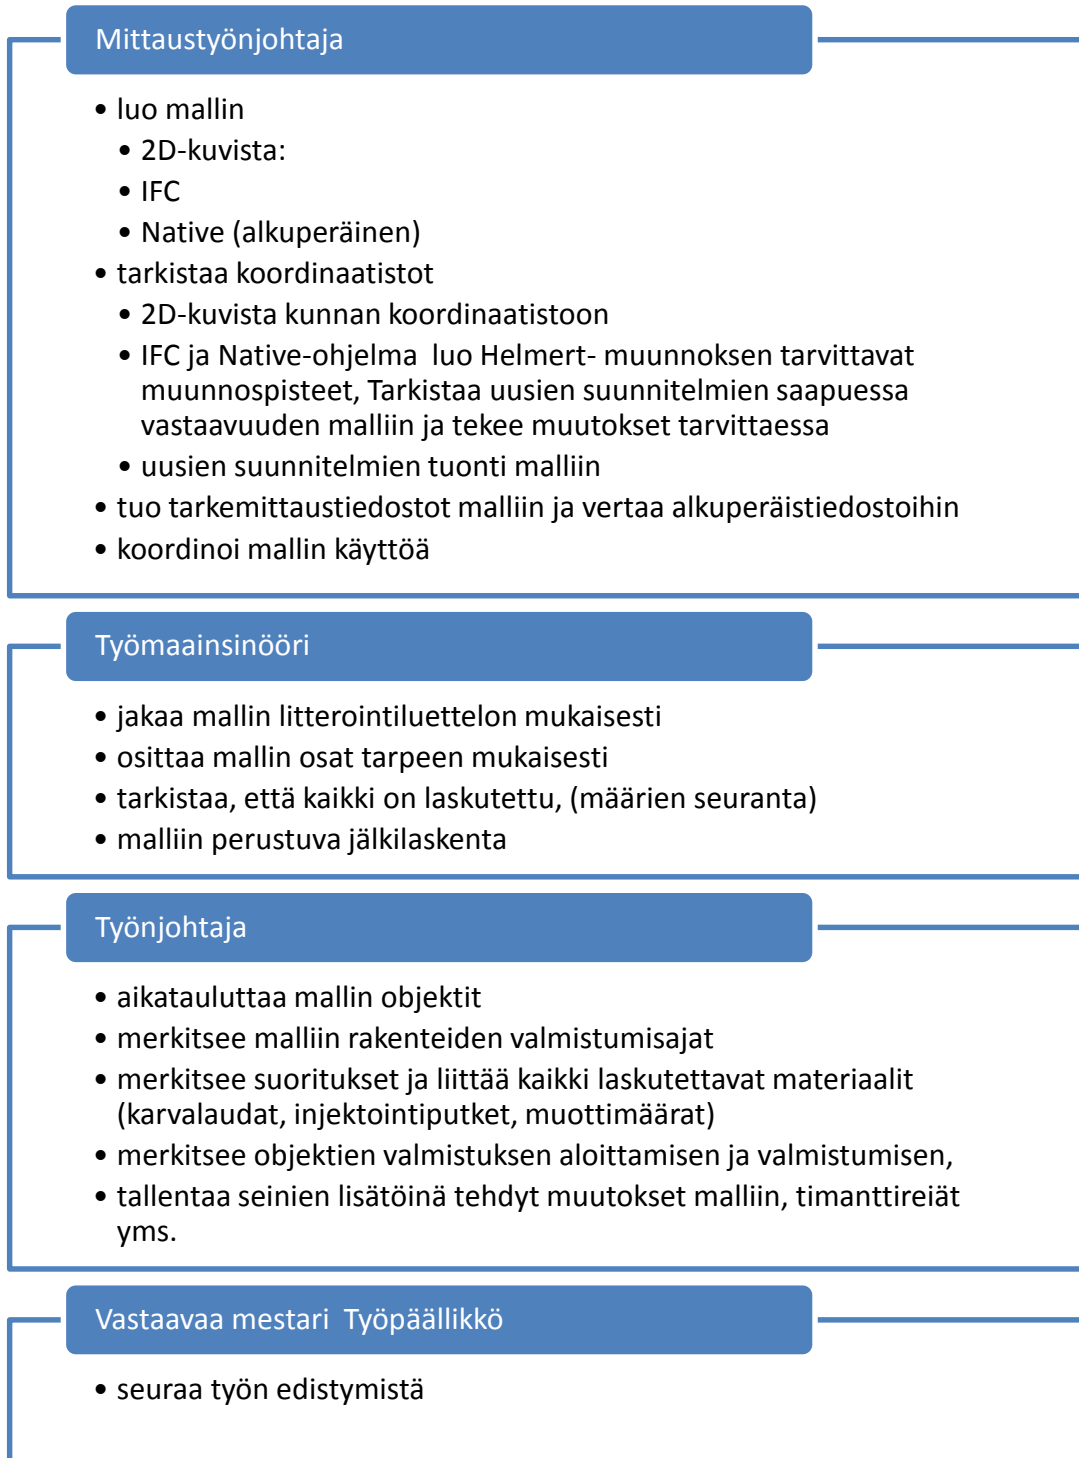 Mittaustyönjohtaja
• luo mallin
• 2D-kuvista:
• IFC
• Native (alkuperäinen)
• tarkistaa koordinaatistot
• 2D-kuvista kunnan koordinaatistoon
• IFC ja Native-ohjelma luo Helmert- muunnoksen tarvittavat
muunnospisteet, Tarkistaa uusien suunnitelmien saapuessa
vastaavuuden malliin ja tekee muutokset tarvittaessa
• uusien suunnitelmien tuonti malliin
• tuo tarkemittaustiedostot malliin ja vertaa alkuperäistiedostoihin
• koordinoi mallin käyttöä
Työmaainsinööri
• jakaa mallin litterointiluettelon mukaisesti
• osittaa mallin osat tarpeen mukaisesti
• tarkistaa, että kaikki on laskutettu, (määrien seuranta)
• malliin perustuva jälkilaskenta
Työnjohtaja
• aikatauluttaa mallin objektit
• merkitsee malliin rakenteiden valmistumisajat
• merkitsee suoritukset ja liittää kaikki laskutettavat materiaalit
(karvalaudat, injektointiputket, muottimäärat)
• merkitsee objektien valmistuksen aloittamisen ja valmistumisen,
• tallentaa seinien lisätöinä tehdyt muutokset malliin, timanttireiät
yms.
Vastaavaa mestari Työpäällikkö
• seuraa työn edistymistä